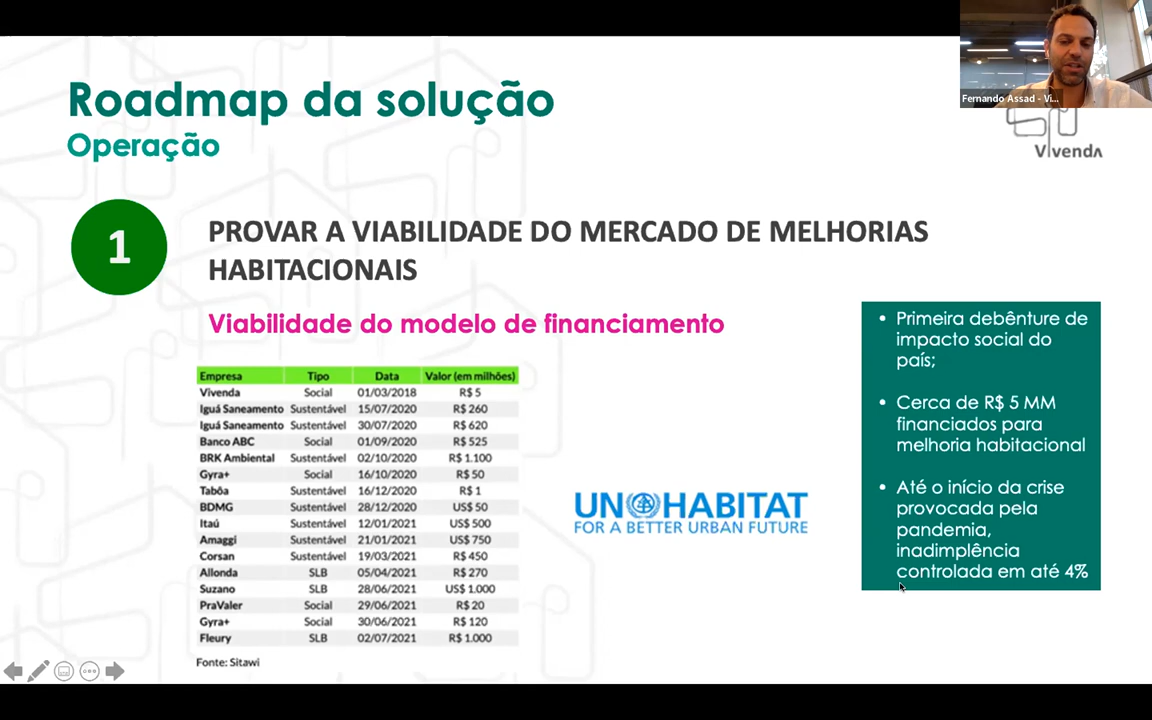 Fernando Assad - Vi...
Vivenda
Roadmap da solução
Operação
1
PROVAR A VIABILIDADE DO MERCADO DE MELHORIAS
HABITACIONAIS
Viabilidade do modelo de financiamento
Empresa Tipo Data Valor (em milhões)
Vivenda Social 01/03/2018 R$ 5
Iguá Saneamento Sustentável 15/07/2020 R$ 260
Iguá Saneamento Sustentável 30/07/2020 R$ 620
Banco ABC Social 01/09/2020 R$ 525
BRK Ambiental Sustentável 02/10/2020 R$ 1.100
Gyra+ Social 16/10/2020 R$ 50
Tabôa Sustentável 16/12/2020 R$ 1
BDMG Sustentável 28/12/2020 US$ 50
Itaú Sustentável 12/01/2021 US$ 500
Amaggi Sustentável 21/01/2021 US$ 750
Corsan Sustentável 19/03/2021 R$ 450
Allonda SLB 05/04/2021 R$ 270
Suzano SLB 28/06/2021 US$ 1.000
PraValer Social 29/06/2021 R$ 20
Gyra+ Social 30/06/2021 R$ 120
Fleury SLB 02/07/2021 R$ 1.000
Fonte: Sitawi
UN HABITAT
FOR A BETTER URBAN FUTURE
• Primeira debênture de
impacto social do
país;
• Cerca de R$ 5 MM
financiados para
melhoria habitacional
• Até o início da crise
provocada pela
pandemia,
inadimplência
controlada em até 4%